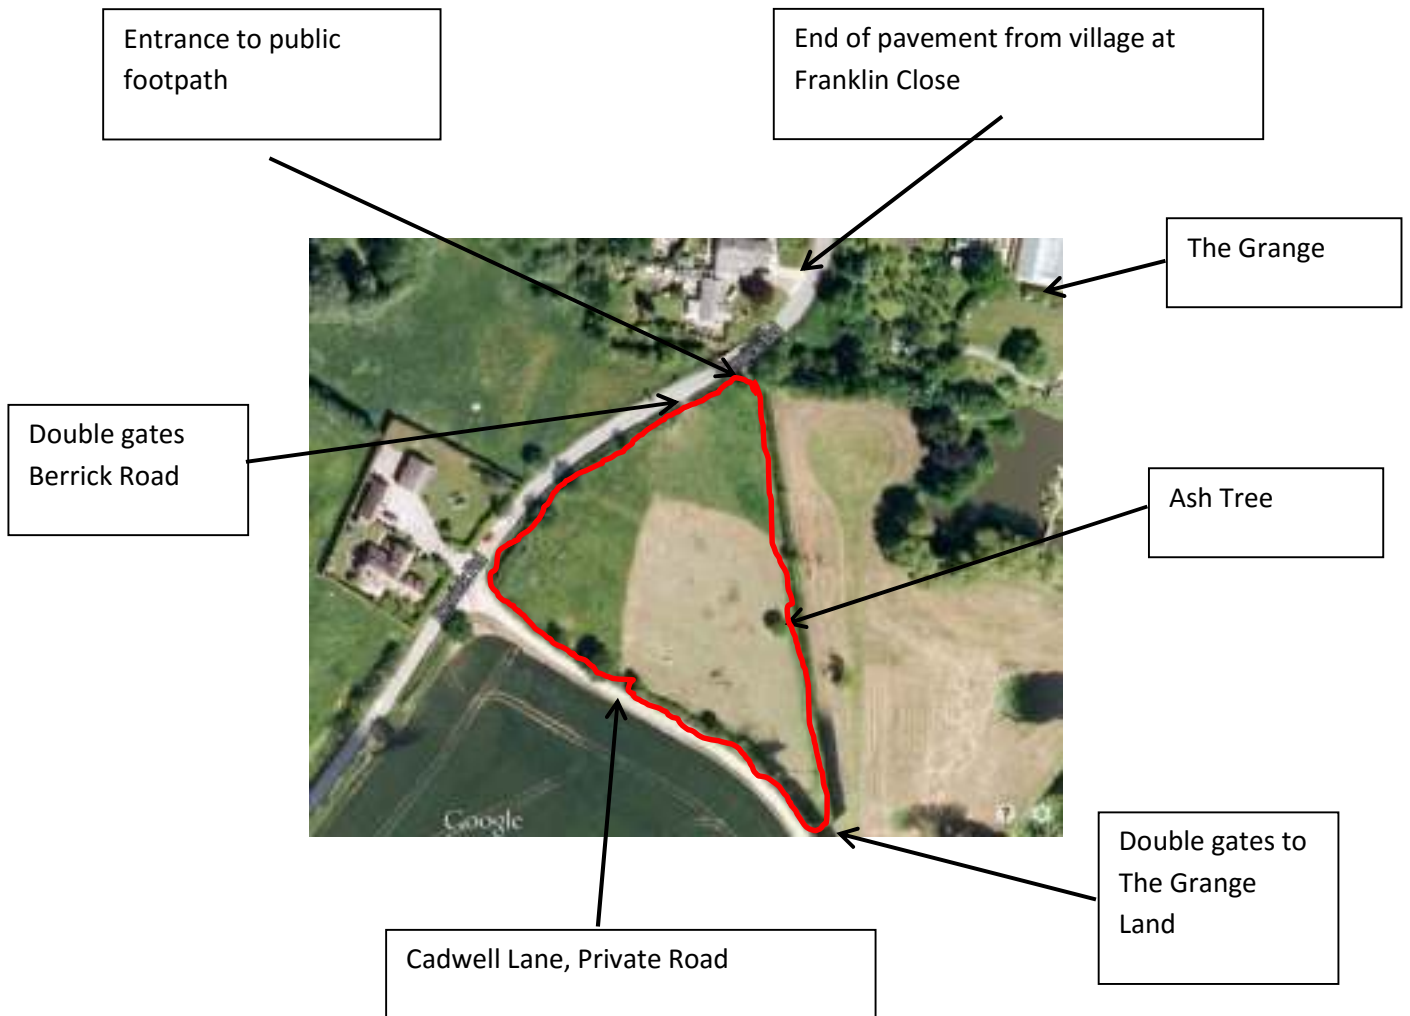 Entrance to public
footpath
End of pavement from village at
Franklin Close
The Grange
Double gates
Berrick Road
Ash Tree
Google
Double gates to
The Grange
Land
Cadwell Lane, Private Road